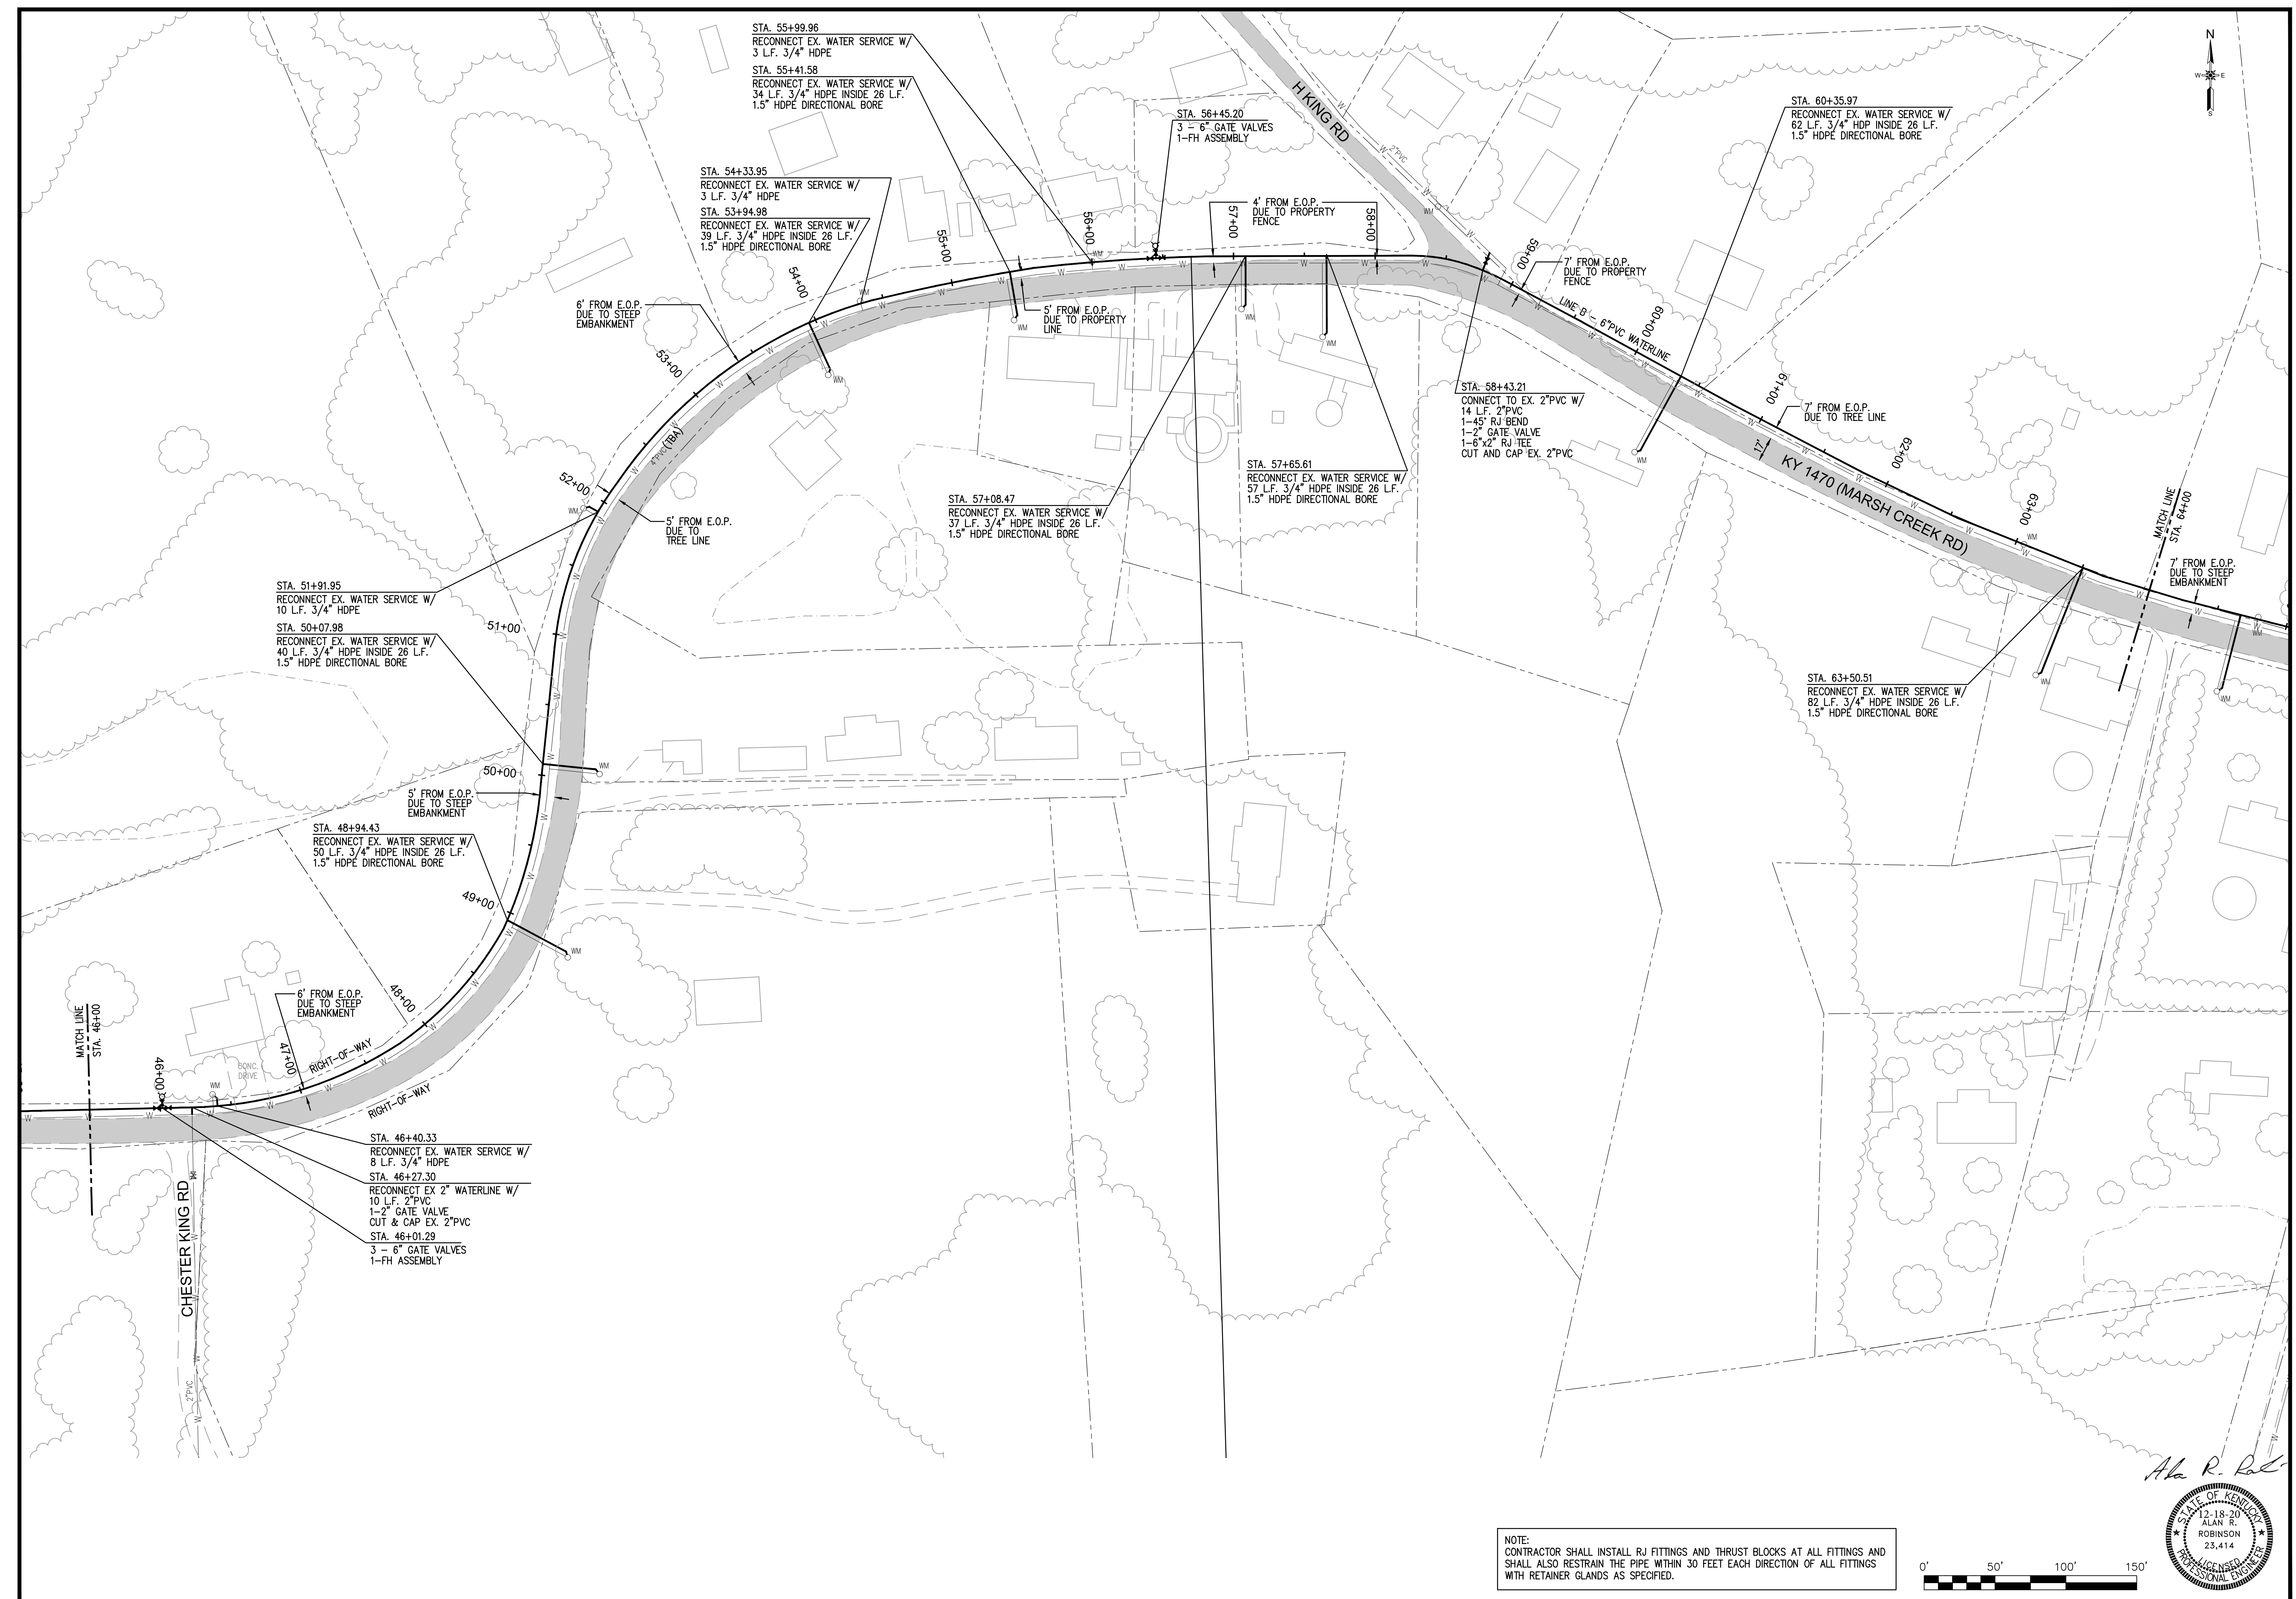 STA. 55+99.96
RECONNECT EX. WATER SERVICE W/
3 L.F. 3/4" HDPE
STA. 55+41.58
RECONNECT EX. WATER SERVICE W/
34 L.F. 3/4" HDPE INSIDE 26 L.F.
1.5" HDPE DIRECTIONAL BORE
STA. 56+45.20
3 - 6" GATE VALVES
1-FH ASSEMBLY
H KING RD
W
2"PVC
N
W
E
S
STA. 60+35.97
RECONNECT EX. WATER SERVICE W/
62 L.F. 3/4" HDP INSIDE 26 L.F.
1.5" HDPE DIRECTIONAL BORE
STA. 54+33.95
RECONNECT EX. WATER SERVICE W/
3 L.F. 3/4" HDPE
STA. 53+94.98
RECONNECT EX. WATER SERVICE W/
39 L.F. 3/4" HDPE INSIDE 26 L.F.
1.5" HDPE DIRECTIONAL BORE
4' FROM E.O.P.
DUE TO PROPERTY
FENCE
54+00
55+00
56+00
57+00
58+00
59+00
WM
7' FROM E.O.P.
DUE TO PROPERTY
FENCE
LINE B - 6"PVC WATERLINE
60+00
61+00
6' FROM E.O.P.
DUE TO STEEP
EMBANKMENT
5' FROM E.O.P.
DUE TO PROPERTY
LINE
53+00
4"PVC(TBA)
STA. 58+43.21
CONNECT TO EX. 2"PVC W/
14 L.F. 2"PVC
1-45° RJ BEND
1-2" GATE VALVE
1-6"x2" RJ TEE
CUT AND CAP EX. 2"PVC
7' FROM E.O.P.
DUE TO TREE LINE
17'
KY 1470 (MARSH CREEK RD)
62+00
63+00
MATCH LINE
STA. 64+00
7' FROM E.O.P.
DUE TO STEEP
EMBANKMENT
STA. 57+65.61
RECONNECT EX. WATER SERVICE W/
57 L.F. 3/4" HDPE INSIDE 26 L.F.
1.5" HDPE DIRECTIONAL BORE
STA. 57+08.47
RECONNECT EX. WATER SERVICE W/
37 L.F. 3/4" HDPE INSIDE 26 L.F.
1.5" HDPE DIRECTIONAL BORE
52+00
WM
5' FROM E.O.P.
DUE TO
TREE LINE
STA. 51+91.95
RECONNECT EX. WATER SERVICE W/
10 L.F. 3/4" HDPE
51+00
STA. 50+07.98
RECONNECT EX. WATER SERVICE W/
40 L.F. 3/4" HDPE INSIDE 26 L.F.
1.5" HDPE DIRECTIONAL BORE
STA. 63+50.51
RECONNECT EX. WATER SERVICE W/
82 L.F. 3/4" HDPE INSIDE 26 L.F.
1.5" HDPE DIRECTIONAL BORE
50+00
WM
5' FROM E.O.P.
DUE TO STEEP
EMBANKMENT
STA. 48+94.43
RECONNECT EX. WATER SERVICE W/
50 L.F. 3/4" HDPE INSIDE 26 L.F.
1.5" HDPE DIRECTIONAL BORE
49+00
WM
48+00
6' FROM E.O.P.
DUE TO STEEP
EMBANKMENT
MATCH LINE
STA. 46+00
46+00
WM
CONC.
DRIVE
47+00
RIGHT-OF-WAY
RIGHT-OF-WAY
STA. 46+40.33
RECONNECT EX. WATER SERVICE W/
8 L.F. 3/4" HDPE
STA. 46+27.30
RECONNECT EX 2" WATERLINE W/
10 L.F. 2"PVC
1-2" GATE VALVE
CUT & CAP EX. 2"PVC
STA. 46+01.29
3 - 6" GATE VALVES
1-FH ASSEMBLY
CHESTER KING RD
2"PVC
NOTE:
CONTRACTOR SHALL INSTALL RJ FITTINGS AND THRUST BLOCKS AT ALL FITTINGS AND
SHALL ALSO RESTRAIN THE PIPE WITHIN 30 FEET EACH DIRECTION OF ALL FITTINGS
WITH RETAINER GLANDS AS SPECIFIED.
0' 50' 100' 150'
STATE OF KENTUCKY
12-18-20
ALAN R.
ROBINSON
23,414
LICENSED
PROFESSIONAL ENGINEER